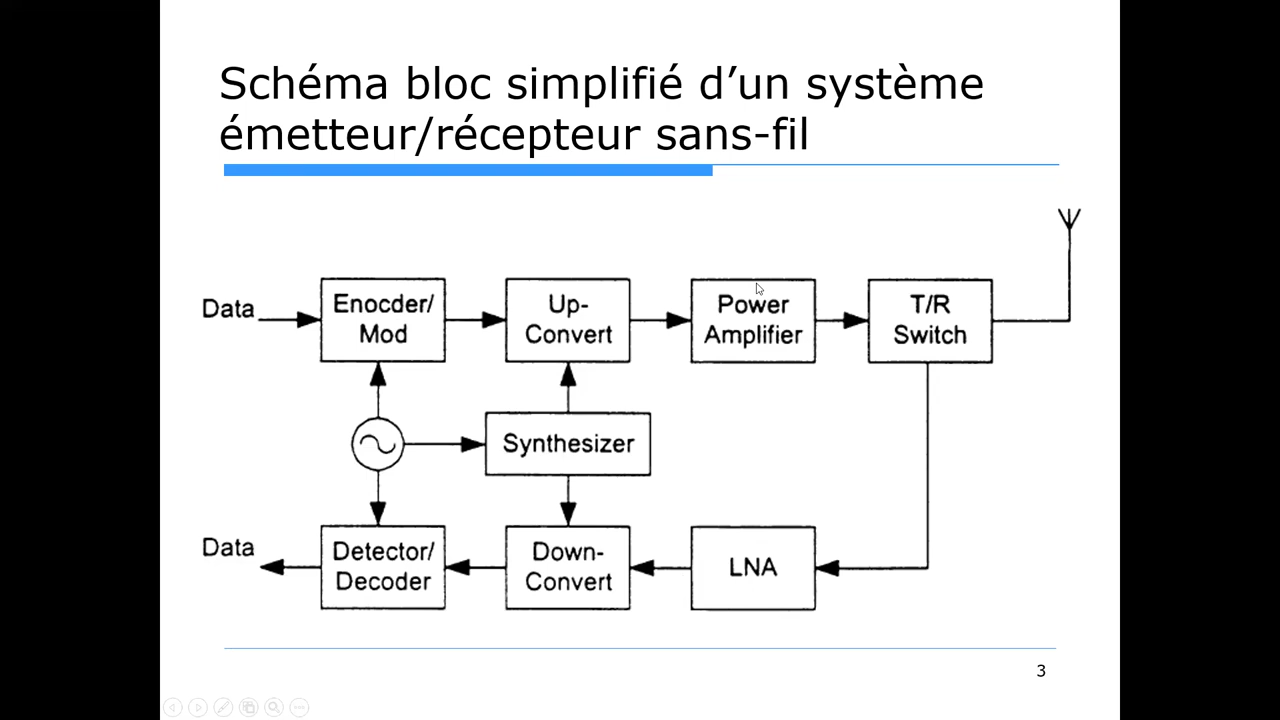 Schéma bloc simplifié d’un système
émetteur/récepteur sans-fil
Data
Enocder/
Mod
Up-
Convert
Power
Amplifier
T/R
Switch
Synthesizer
Data
Detector/
Decoder
Down-
Convert
LNA
3